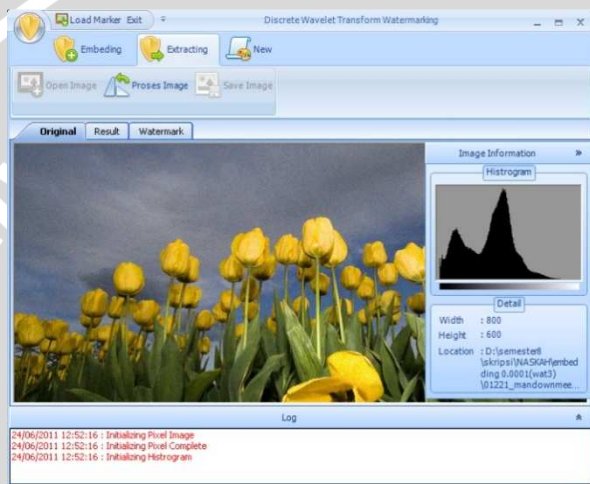 Load Marker Exit
Discrete Wavelet Transform Watermarking
Embeding
Extracting
New
Open Image
Proses Image
Save Image
Original
Result
Watermark
Image Information
Histrogram
Detail
Width : 800
Height : 600
Location : D:\semester8
\skripsi\NASKAH\embed
ding 0.0001(wat3)
\01221_mandownmee...
Log
24/06/2011 12:52:16 : Initializing Pixel Image
24/06/2011 12:52:16 : Initializing Pixel Complete
24/06/2011 12:52:16 : Initializing Histrogram